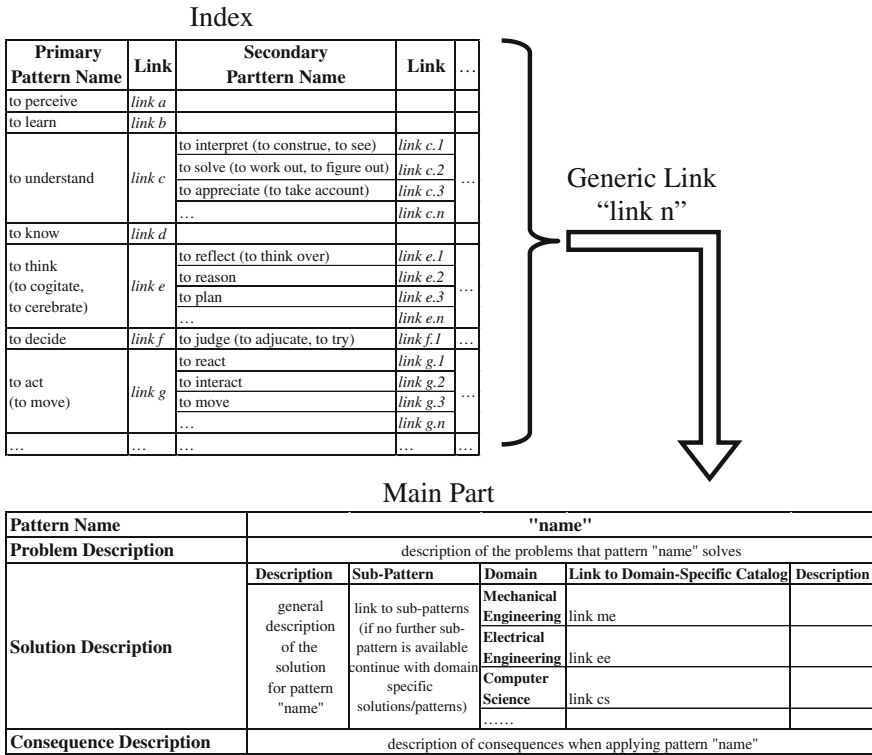 Index
Primary Pattern Name | Link | Secondary Parttern Name | Link | …
to perceive | link a
to learn | link b
to understand | link c | to interpret (to construe, to see) | link c.1 | …
to solve (to work out, to figure out) | link c.2
to appreciate (to take account) | link c.3
… | link c.n
to know | link d
to think (to cogitate, to cerebrate) | link e | to reflect (to think over) | link e.1 | …
to reason | link e.2
to plan | link e.3
… | link e.n
to decide | link f | to judge (to adjucate, to try) | link f.1 | …
to act (to move) | link g | to react | link g.1 | …
to interact | link g.2
to move | link g.3
… | link g.n
… | … | … | … | …
Generic Link
“link n”
Main Part
Pattern Name | "name"
Problem Description | description of the problems that pattern "name" solves
Solution Description
Description | Sub-Pattern | Domain | Link to Domain-Specific Catalog | Description
general
description
of the
solution
for pattern
"name"
link to sub-patterns
(if no further sub-
pattern is available
continue with domain
specific
solutions/patterns)
Mechanical
Engineering | link me
Electrical
Engineering | link ee
Computer
Science | link cs
……
Consequence Description | description of consequences when applying pattern "name"